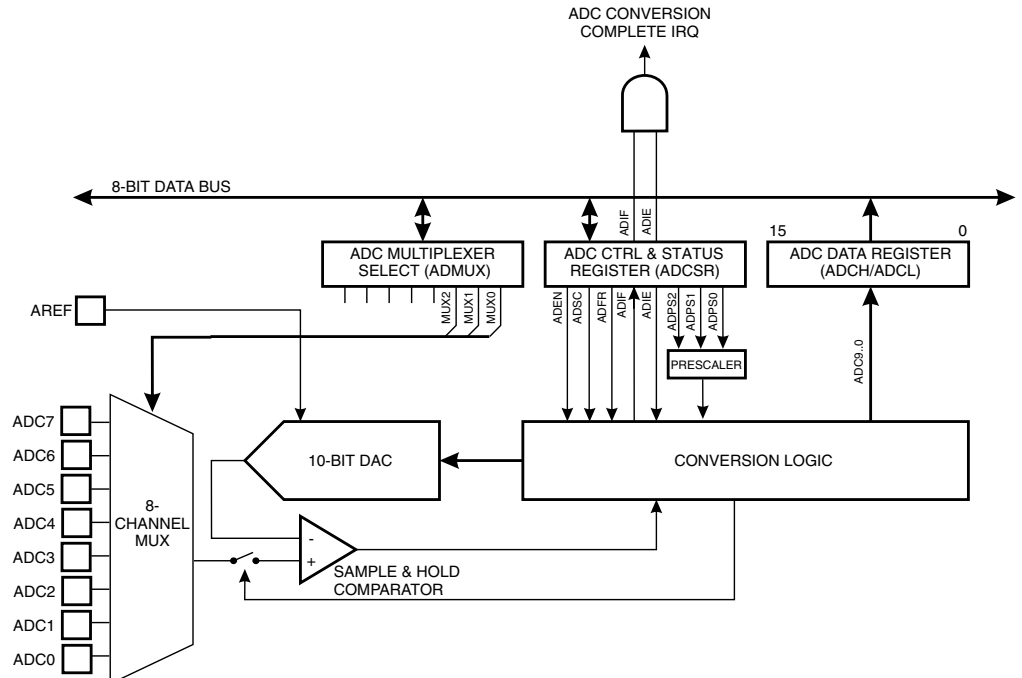 ADC CONVERSION
COMPLETE IRQ
8-BIT DATA BUS
ADIF
ADIE
15
0
ADC MULTIPLEXER
SELECT (ADMUX)
ADC CTRL & STATUS
REGISTER (ADCSR)
ADC DATA REGISTER
(ADCH/ADCL)
MUX2
MUX1
MUX0
ADEN
ADSC
ADFR
ADIF
ADIE
ADPS2
ADPS1
ADPS0
AREF
PRESCALER
ADC9..0
ADC7
ADC6
ADC5
ADC4
ADC3
ADC2
ADC1
ADC0
8-
CHANNEL
MUX
10-BIT DAC
CONVERSION LOGIC
-
+
SAMPLE & HOLD
COMPARATOR